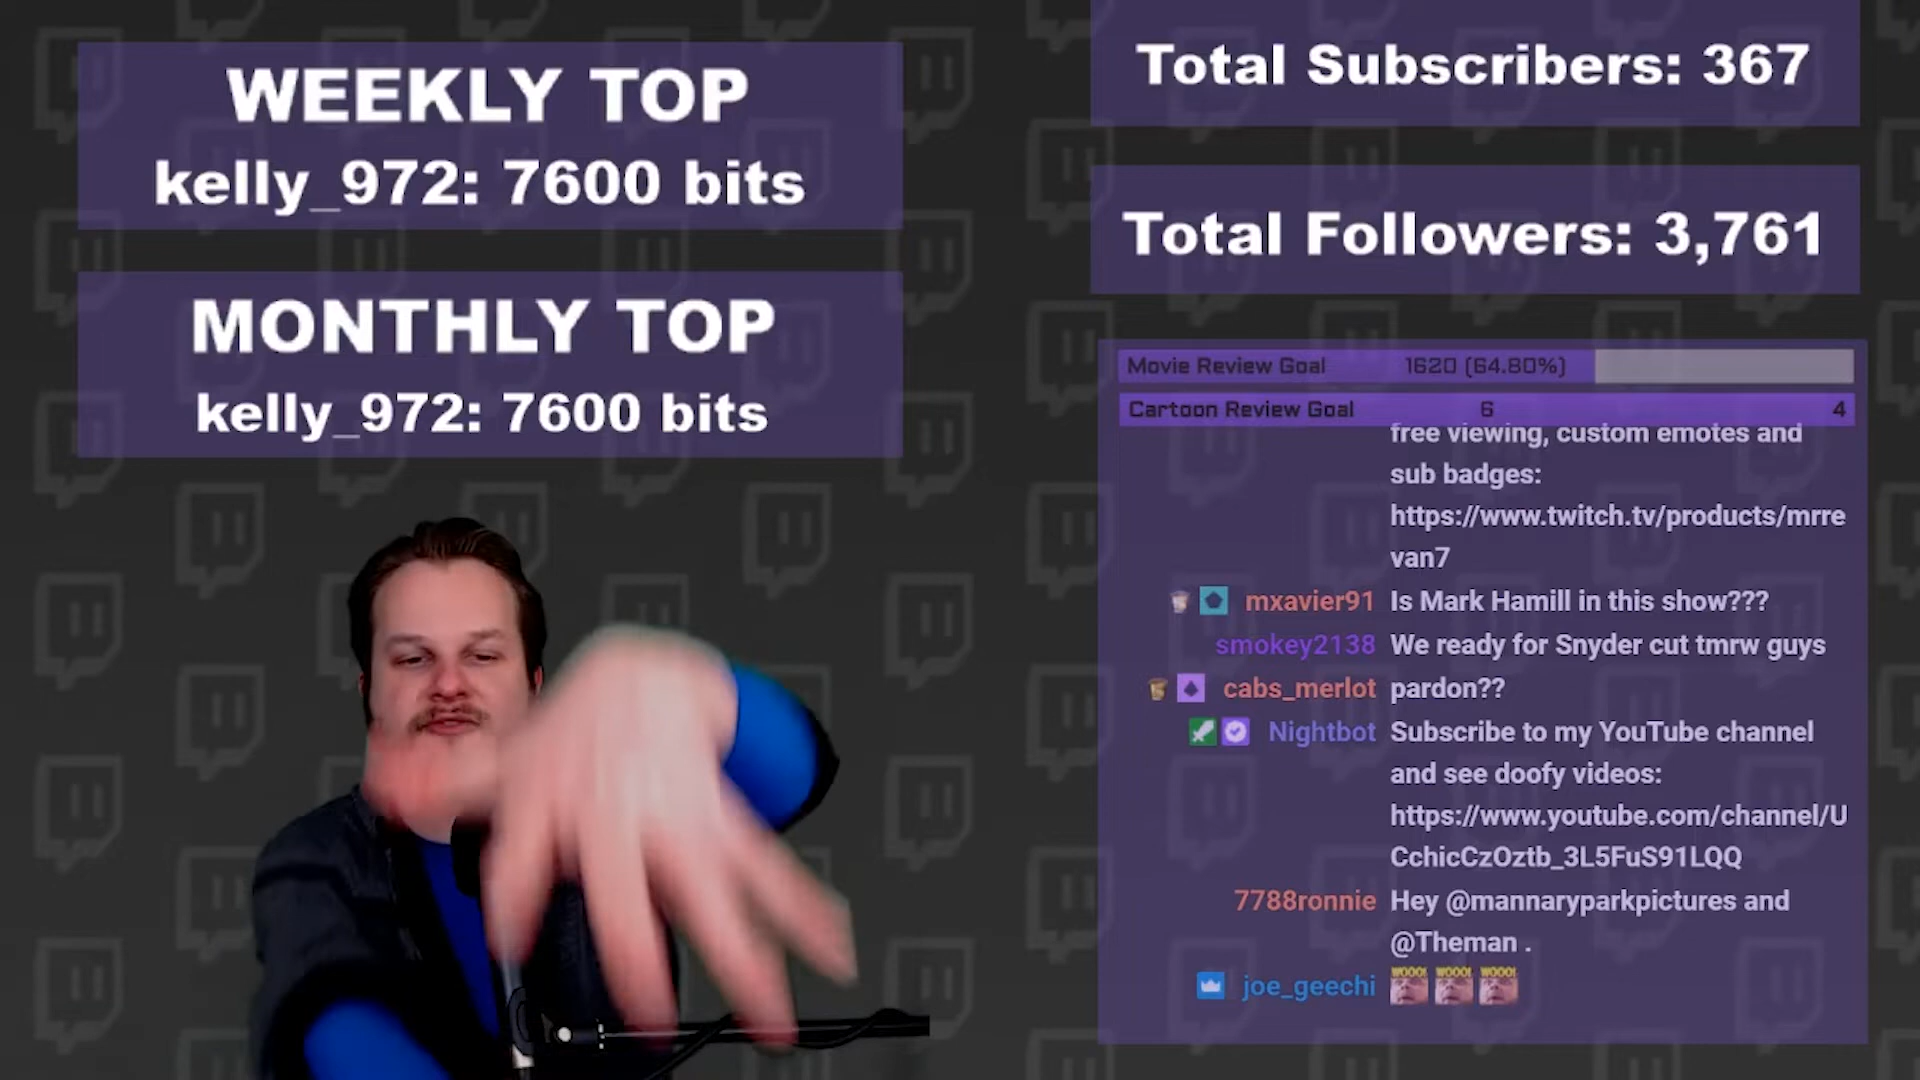 WEEKLY TOP
kelly_972: 7600 bits
MONTHLY TOP
kelly_972: 7600 bits
Total Subscribers: 367
Total Followers: 3,761
Movie Review Goal 1620 (64.80%)
Cartoon Review Goal 6 4
free viewing, custom emotes and
sub badges:
https://www.twitch.tv/products/mrre
van7
mxavier91 Is Mark Hamill in this show???
smokey2138 We ready for Snyder cut tmrw guys
cabs_merlot pardon??
Nightbot Subscribe to my YouTube channel
and see doofy videos:
https://www.youtube.com/channel/U
CchicCzOztb_3L5FuS91LQQ
7788ronnie Hey @mannaryparkpictures and
@Theman .
joe_geechi WOOO! WOOO! WOOO!